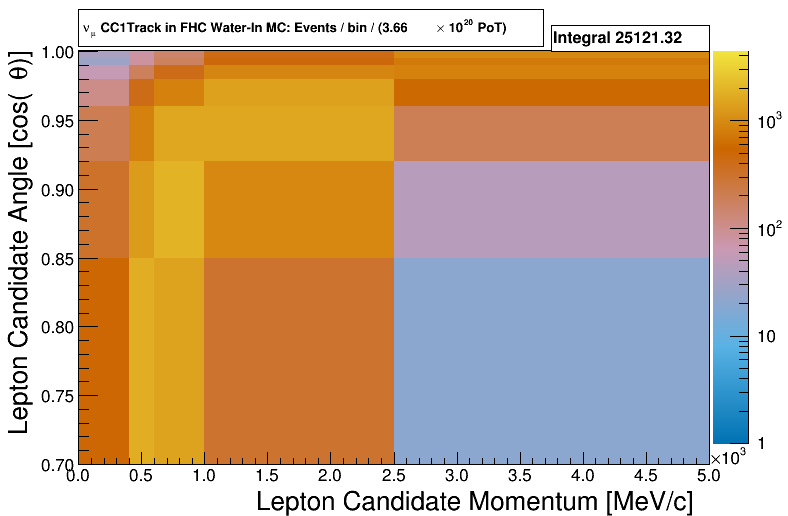 νμ CC1Track in FHC Water-In MC: Events / bin / (3.66 × 10^20 PoT)
Integral 25121.32
Lepton Candidate Angle [cos( θ)]
1.00
0.95
0.90
0.85
0.80
0.75
0.70
0.0 0.5 1.0 1.5 2.0 2.5 3.0 3.5 4.0 4.5 5.0
×10^3
Lepton Candidate Momentum [MeV/c]
10^3
10^2
10
1